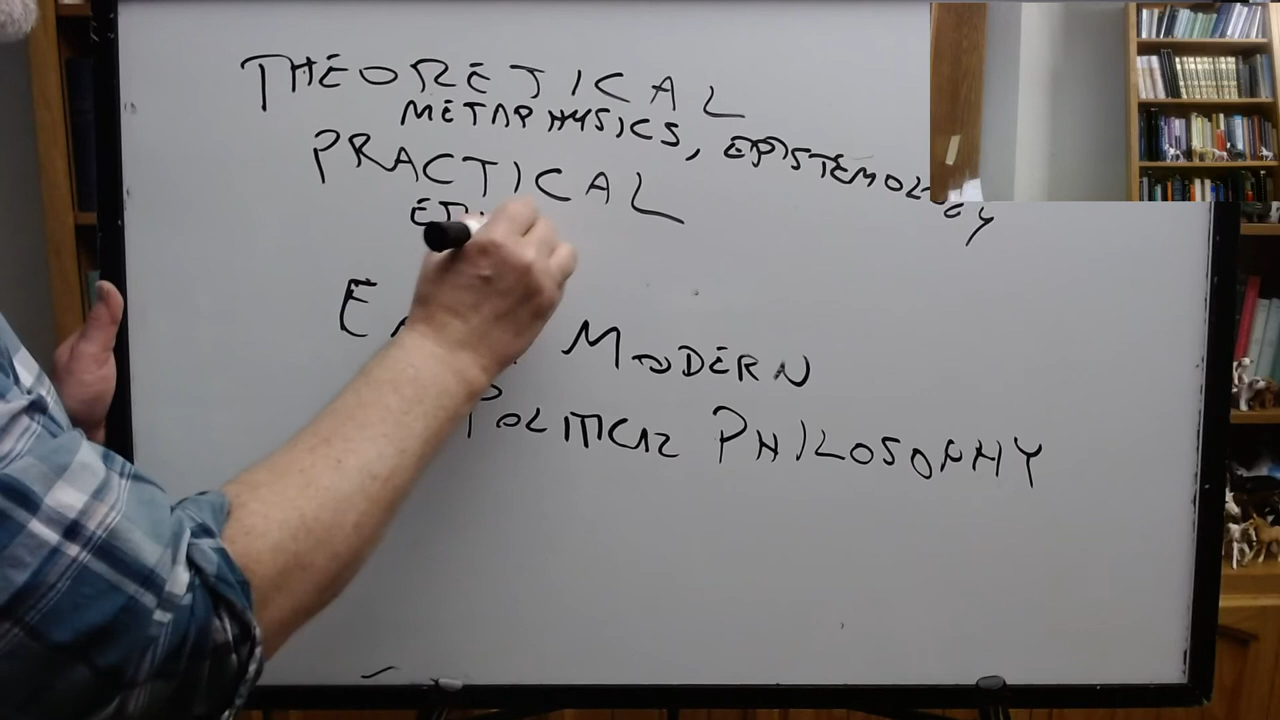 THEORETICAL
METAPHYSICS, EPISTEMOLOGY
PRACTICAL
MODERN
POLITICAL PHILOSOPHY